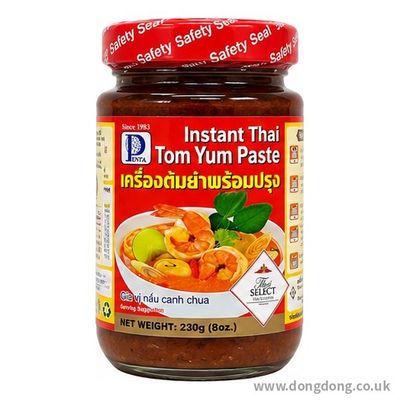 Safety Seal Safety Seal Safety Seal
Since 1983
PENTA
Instant Thai
Tom Yum Paste
เครื่องต้มยำพร้อมปรุง
Gia vị nấu canh chua
Serving Suggestion
Thai
SELECT
NET WEIGHT: 230g (8oz.)
www.dongdong.co.uk